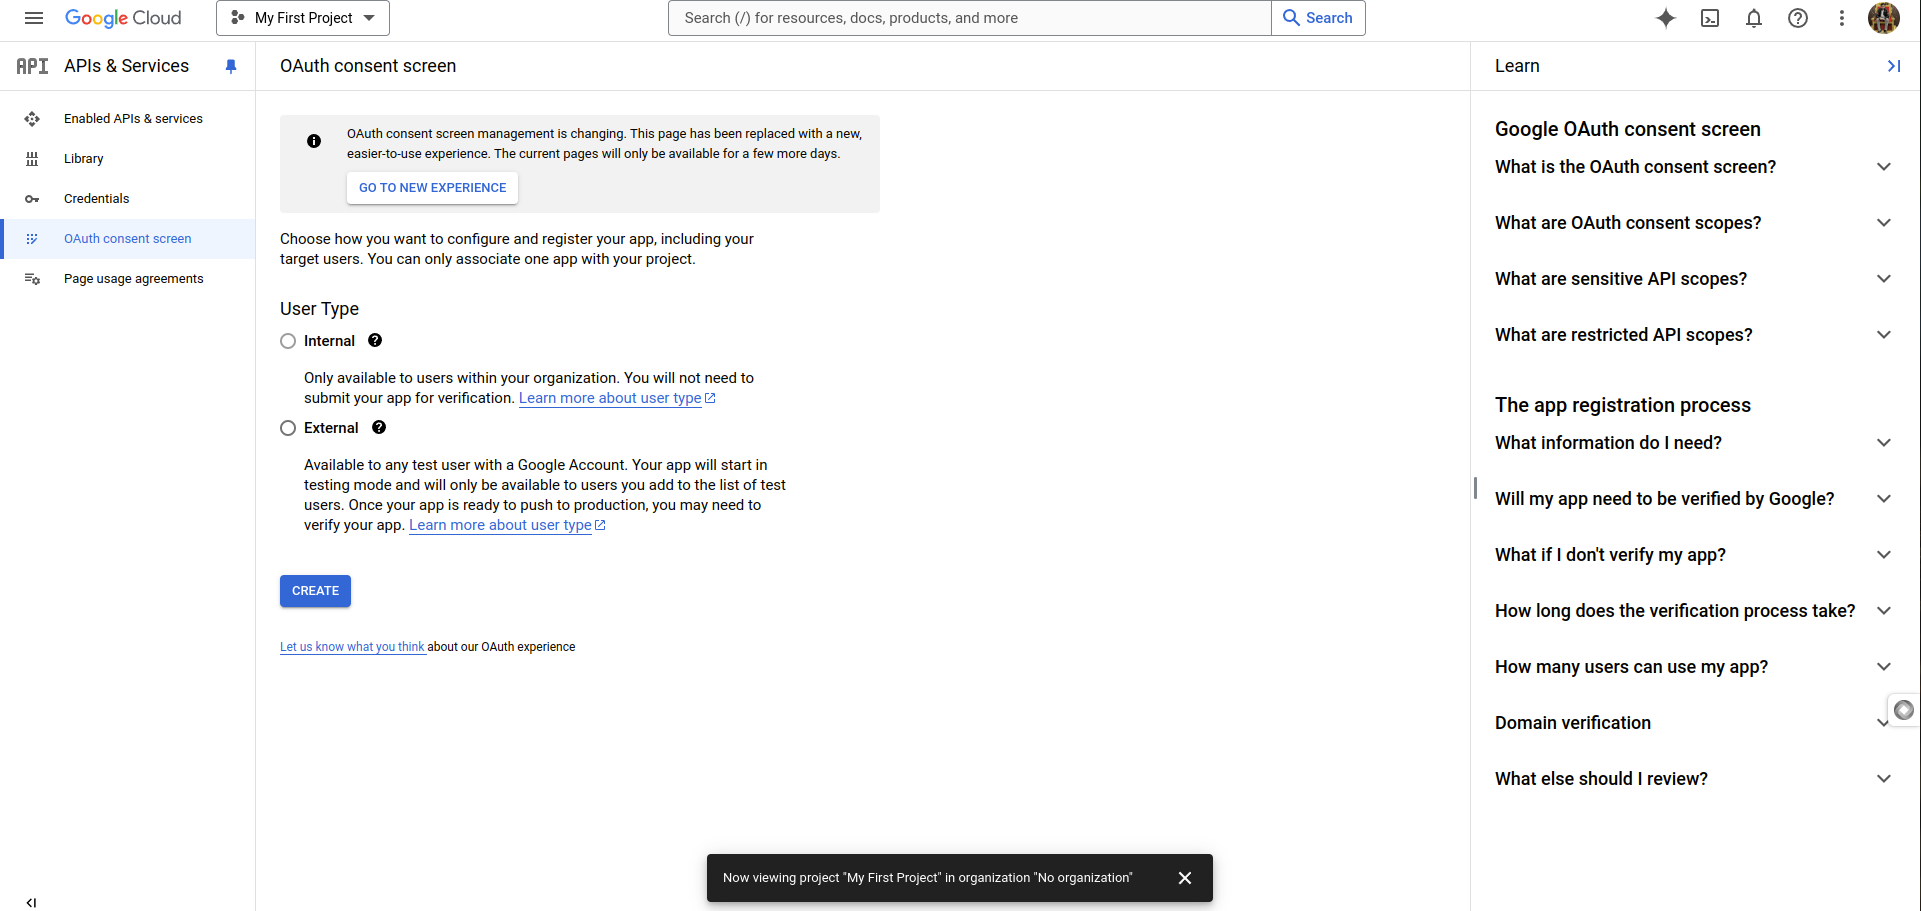 Google Cloud
My First Project
Search (/) for resources, docs, products, and more
Search
API
APIs & Services
Enabled APIs & services
Library
Credentials
OAuth consent screen
Page usage agreements
OAuth consent screen
OAuth consent screen management is changing. This page has been replaced with a new,
easier-to-use experience. The current pages will only be available for a few more days.
GO TO NEW EXPERIENCE
Choose how you want to configure and register your app, including your
target users. You can only associate one app with your project.
User Type
Internal
Only available to users within your organization. You will not need to
submit your app for verification. Learn more about user type
External
Available to any test user with a Google Account. Your app will start in
testing mode and will only be available to users you add to the list of test
users. Once your app is ready to push to production, you may need to
verify your app. Learn more about user type
CREATE
Let us know what you think about our OAuth experience
Learn
Google OAuth consent screen
What is the OAuth consent screen?
What are OAuth consent scopes?
What are sensitive API scopes?
What are restricted API scopes?
The app registration process
What information do I need?
Will my app need to be verified by Google?
What if I don't verify my app?
How long does the verification process take?
How many users can use my app?
Domain verification
What else should I review?
Now viewing project "My First Project" in organization "No organization"